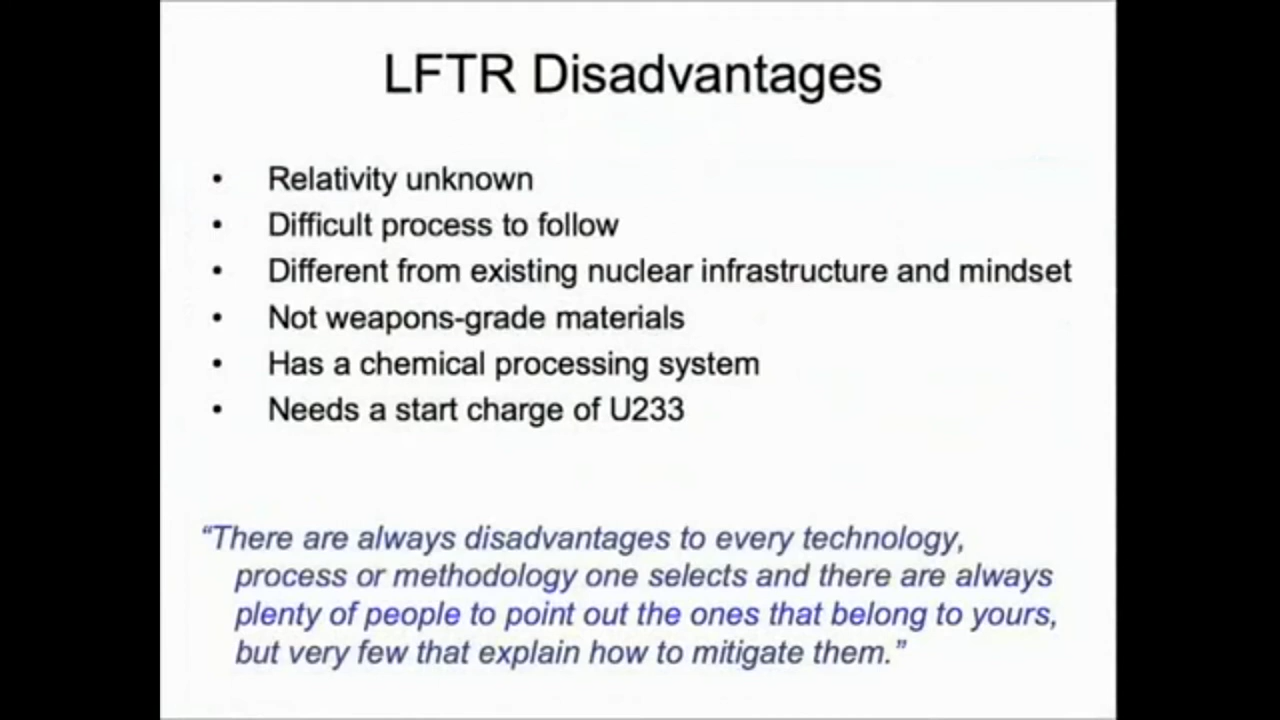 LFTR Disadvantages
• Relativity unknown
• Difficult process to follow
• Different from existing nuclear infrastructure and mindset
• Not weapons-grade materials
• Has a chemical processing system
• Needs a start charge of U233
“There are always disadvantages to every technology,
process or methodology one selects and there are always
plenty of people to point out the ones that belong to yours,
but very few that explain how to mitigate them.”